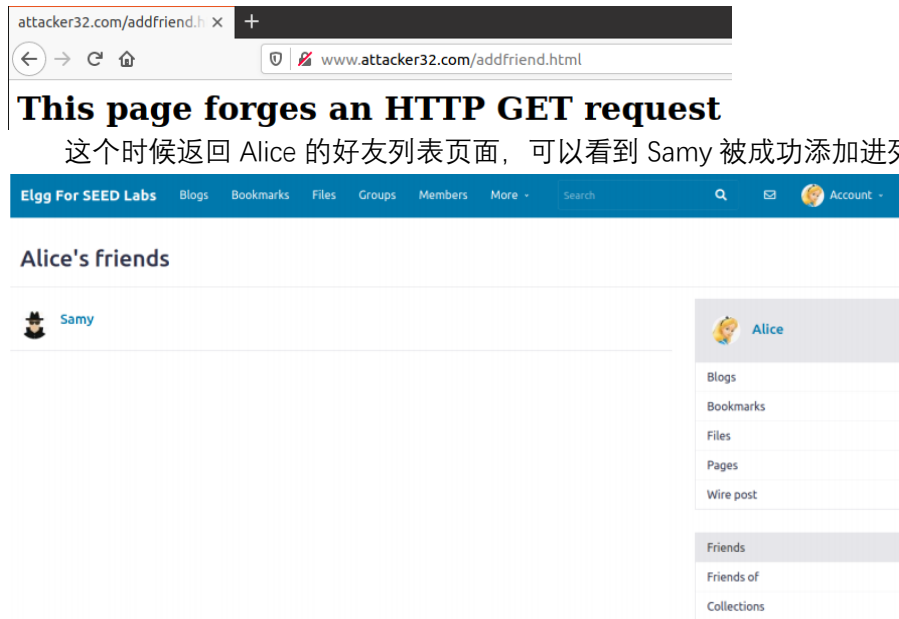 attacker32.com/addfriend.h
www.attacker32.com/addfriend.html
This page forges an HTTP GET request
这个时候返回 Alice 的好友列表页面，可以看到 Samy 被成功添加进列
Elgg For SEED Labs Blogs Bookmarks Files Groups Members More Search Account
Alice's friends
Samy
Alice
Blogs
Bookmarks
Files
Pages
Wire post
Friends
Friends of
Collections